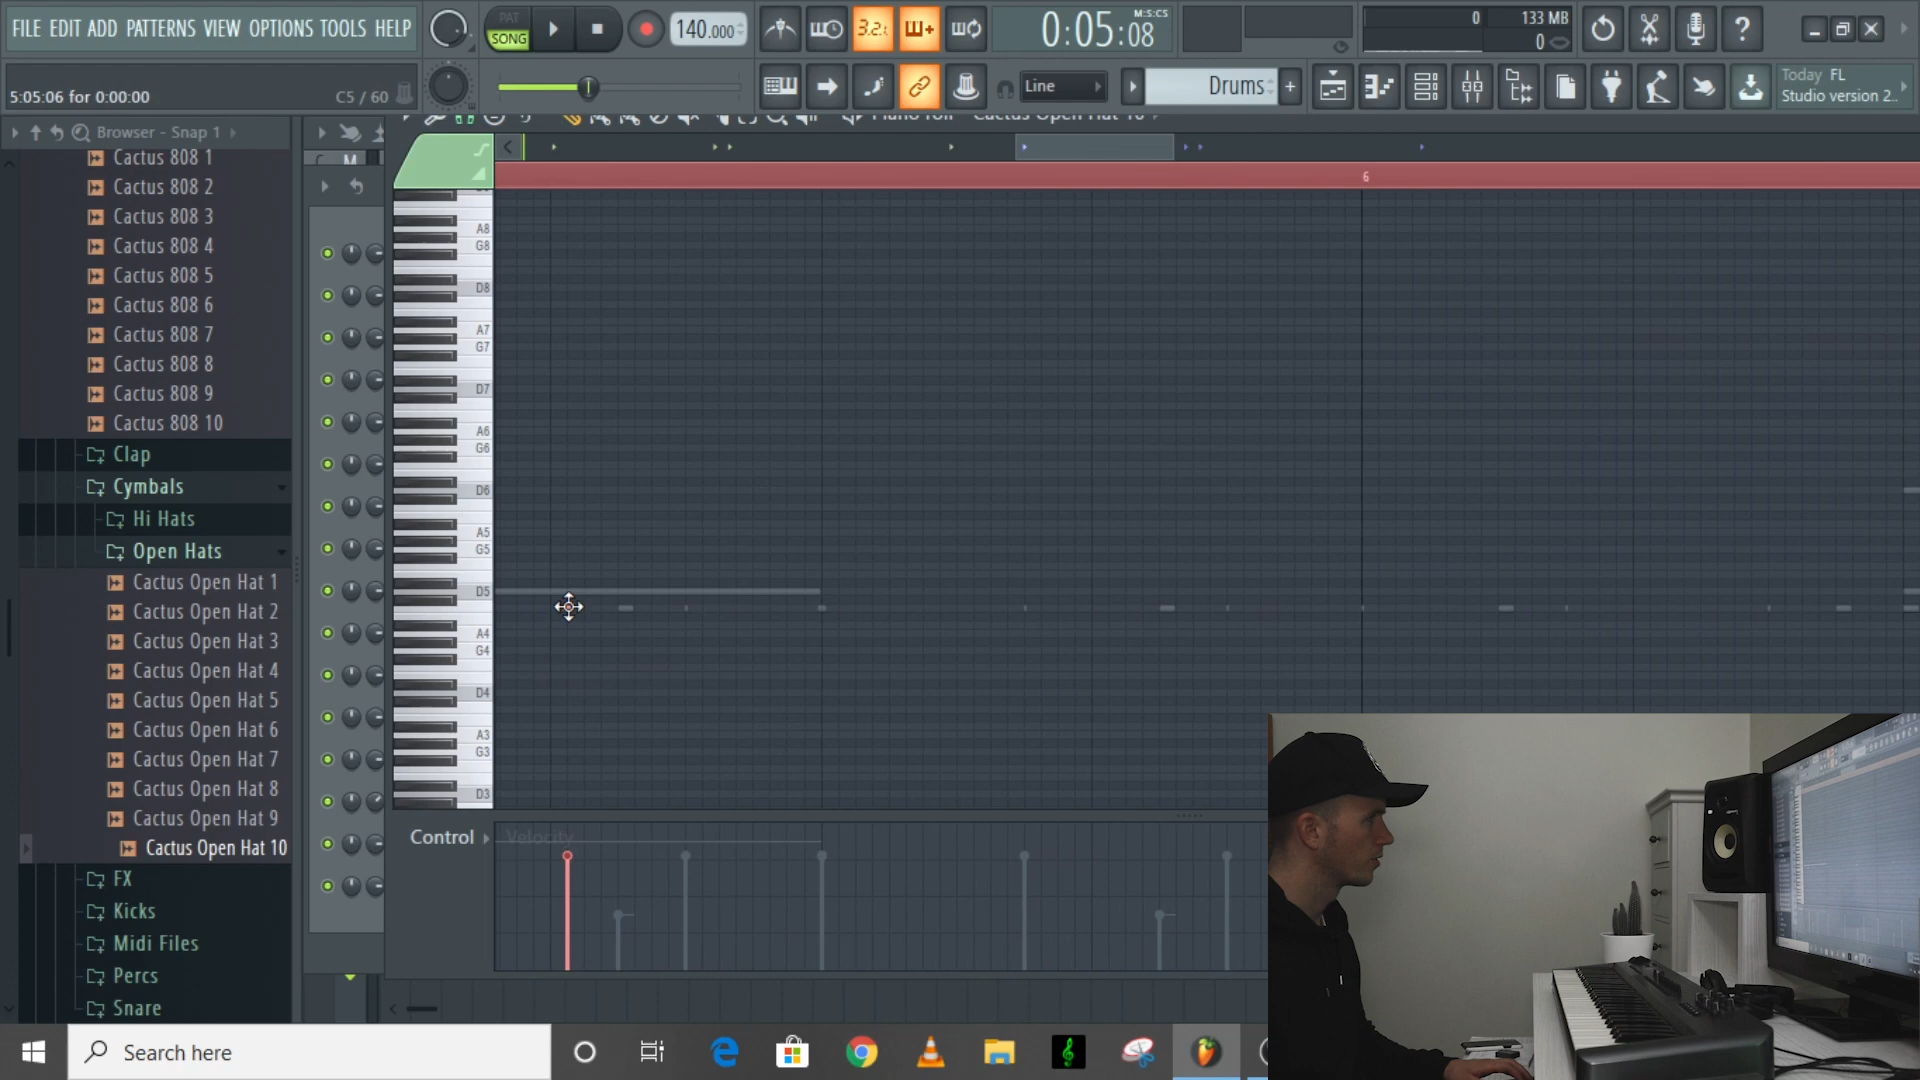 FILE EDIT ADD PATTERNS VIEW OPTIONS TOOLS HELP
PAT
SONG
140.000
3.2.1
0:05:08
M:S:CS
0
133 MB
0
?
5:05:06 for 0:00:00
C5 / 60
Line
Drums
+
Today FL
Studio version 2..
Browser - Snap 1
M
6
Cactus 808 1
Cactus 808 2
Cactus 808 3
Cactus 808 4
Cactus 808 5
Cactus 808 6
Cactus 808 7
Cactus 808 8
Cactus 808 9
Cactus 808 10
Clap
Cymbals
Hi Hats
Open Hats
Cactus Open Hat 1
Cactus Open Hat 2
Cactus Open Hat 3
Cactus Open Hat 4
Cactus Open Hat 5
Cactus Open Hat 6
Cactus Open Hat 7
Cactus Open Hat 8
Cactus Open Hat 9
Cactus Open Hat 10
FX
Kicks
Midi Files
Percs
Snare
A8
G8
D8
A7
G7
D7
A6
G6
D6
A5
G5
D5
A4
G4
D4
A3
G3
D3
Control
Velocity
Search here